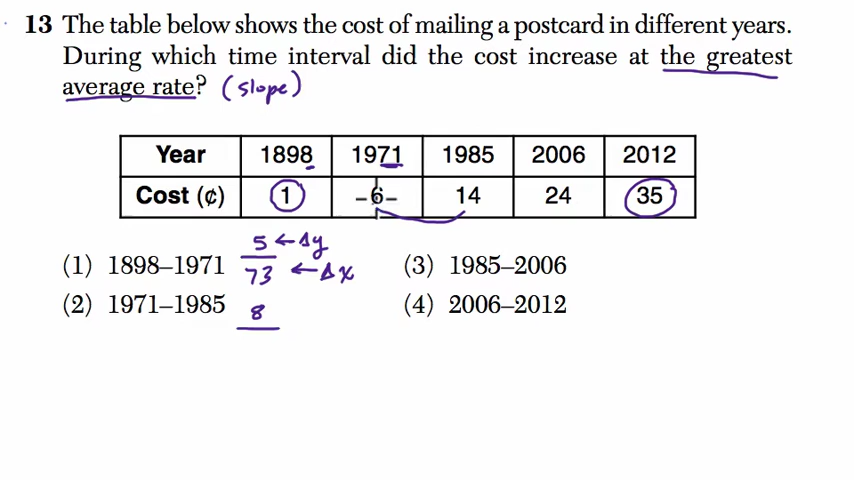 13 The table below shows the cost of mailing a postcard in different years.
During which time interval did the cost increase at the greatest
average rate? (slope)
Year 1898 1971 1985 2006 2012
Cost (¢) 1 -6- 14 24 35
(1) 1898–1971 5 ←Δy
73 ←Δx (3) 1985–2006
(2) 1971–1985 8 (4) 2006–2012